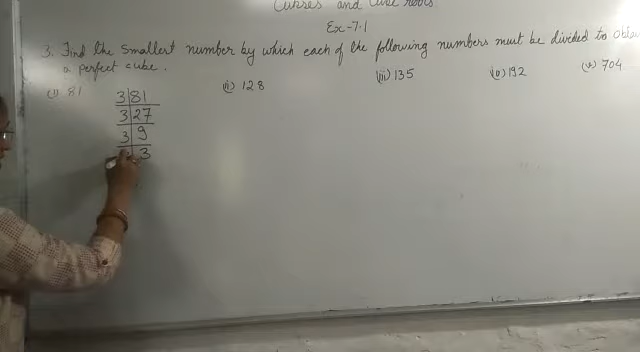 Cubes and Cube roots
Ex-7.1
3. Find the smallest number by which each of the following numbers must be divided to obtain
a perfect cube.
(i) 81 (ii) 128 (iii) 135 (iv) 192 (v) 704
3 | 81
3 | 27
3 | 9
3